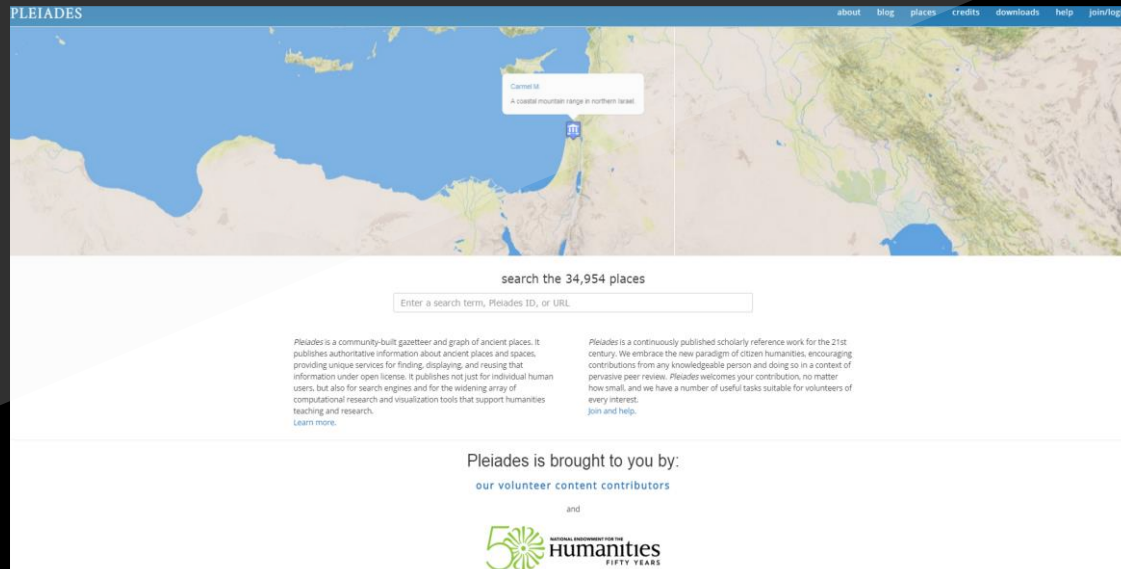 PLEIADES
about blog places credits downloads help join/log
Carmel M.
A coastal mountain range in northern Israel
search the 34,954 places
Enter a search term, Pleiades ID, or URL
Pleiades is a community-built gazetteer and graph of ancient places. It
publishes authoritative information about ancient places and spaces,
providing unique services for finding, displaying, and reusing that
information under open license. It publishes not just for individual human
users, but also for search engines and for the widening array of
computational research and visualization tools that support humanities
teaching and research.
Learn more.
Pleiades is a continuously published scholarly reference work for the 21st
century. We embrace the new paradigm of citizen humanities, encouraging
contributions from any knowledgeable person and doing so in a context of
pervasive peer review. Pleiades welcomes your contribution, no matter
how small, and we have a number of useful tasks suitable for volunteers of
every interest.
Join and help.
Pleiades is brought to you by:
our volunteer content contributors
and
50
NATIONAL ENDOWMENT FOR THE
Humanities
FIFTY YEARS